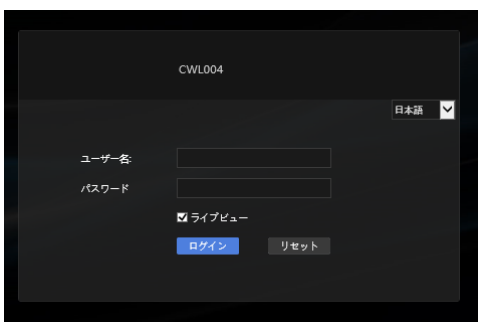 CWL004
日本語
ユーザー名:
パスワード
ライブビュー
ログイン リセット